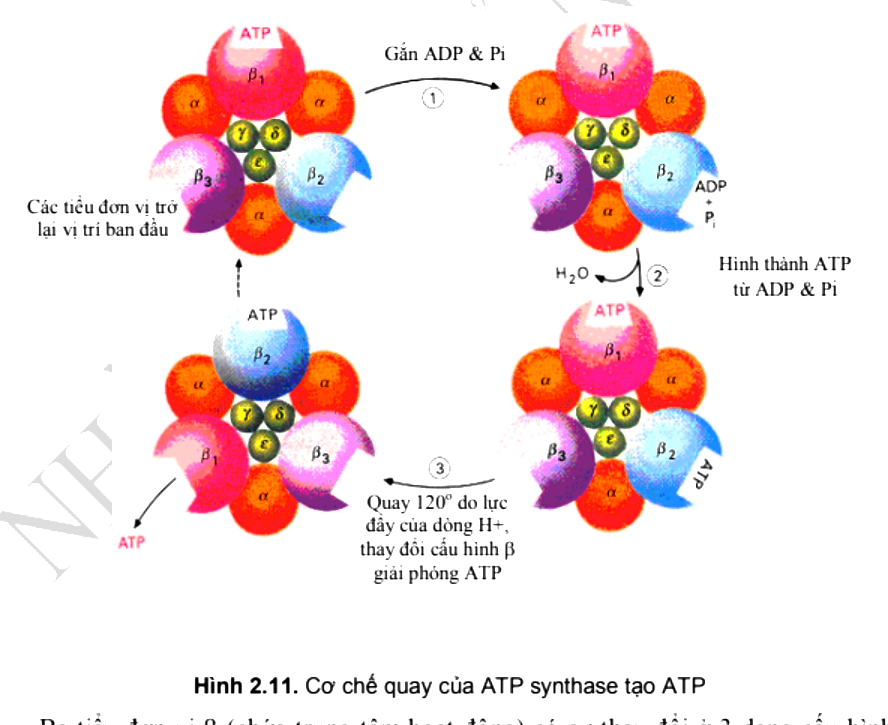 ATP
β1
α
α
γ
δ
ε
β3
β2
α
Gắn ADP & Pi
1
ATP
β1
α
α
γ
δ
ε
β3
β2
α
ADP
+
Pi
Các tiểu đơn vị trở
lại vị trí ban đầu
H2O
2
Hình thành ATP
từ ADP & Pi
ATP
β2
α
α
γ
δ
ε
β1
β3
α
ATP
3
Quay 120° do lực
đẩy của dòng H+,
thay đổi cấu hình β
giải phóng ATP
ATP
β1
α
α
γ
δ
ε
β3
β2
α
ATP
Hình 2.11. Cơ chế quay của ATP synthase tạo ATP